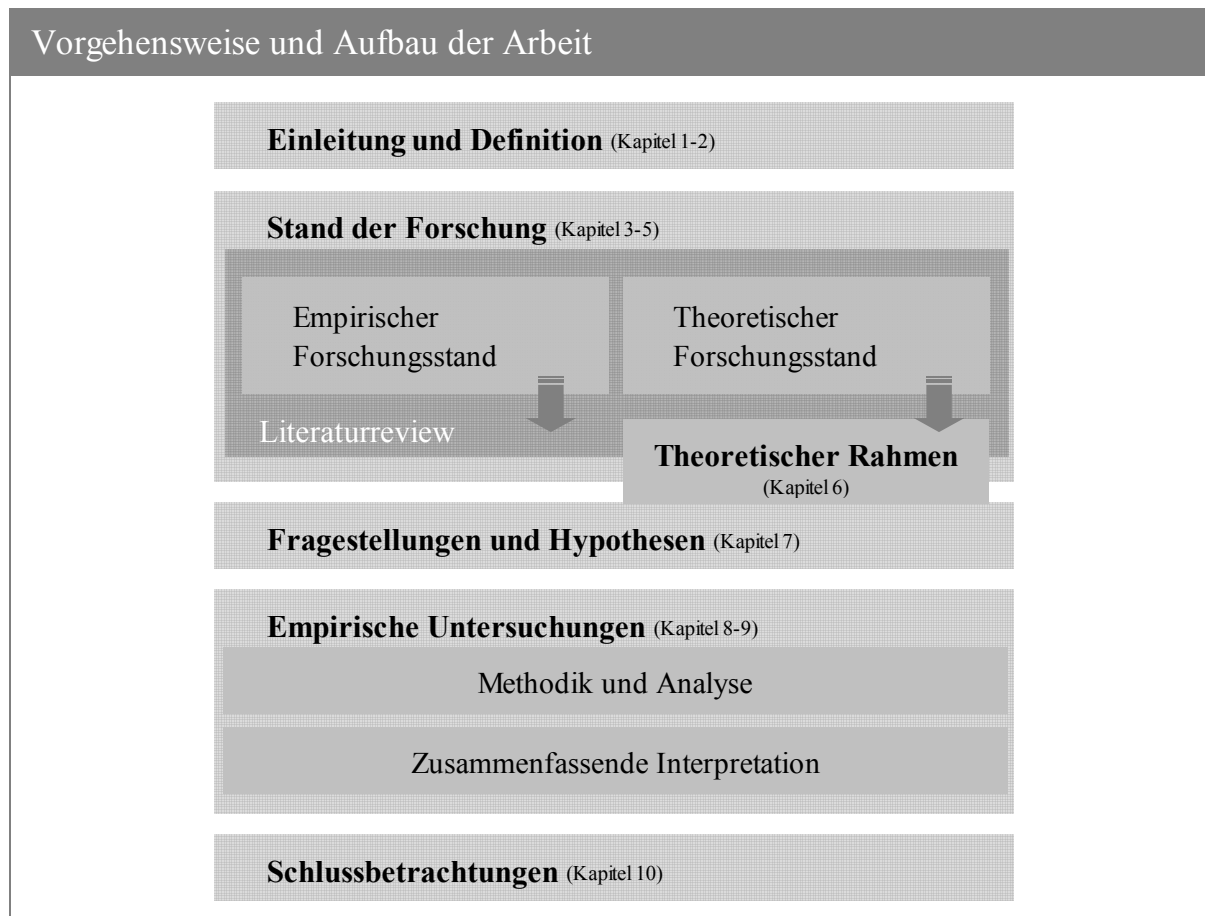 Vorgehensweise und Aufbau der Arbeit
Einleitung und Definition (Kapitel 1-2)
Stand der Forschung (Kapitel 3-5)
Empirischer
Forschungsstand
Theoretischer
Forschungsstand
Literaturreview
Theoretischer Rahmen
(Kapitel 6)
Fragestellungen und Hypothesen (Kapitel 7)
Empirische Untersuchungen (Kapitel 8-9)
Methodik und Analyse
Zusammenfassende Interpretation
Schlussbetrachtungen (Kapitel 10)